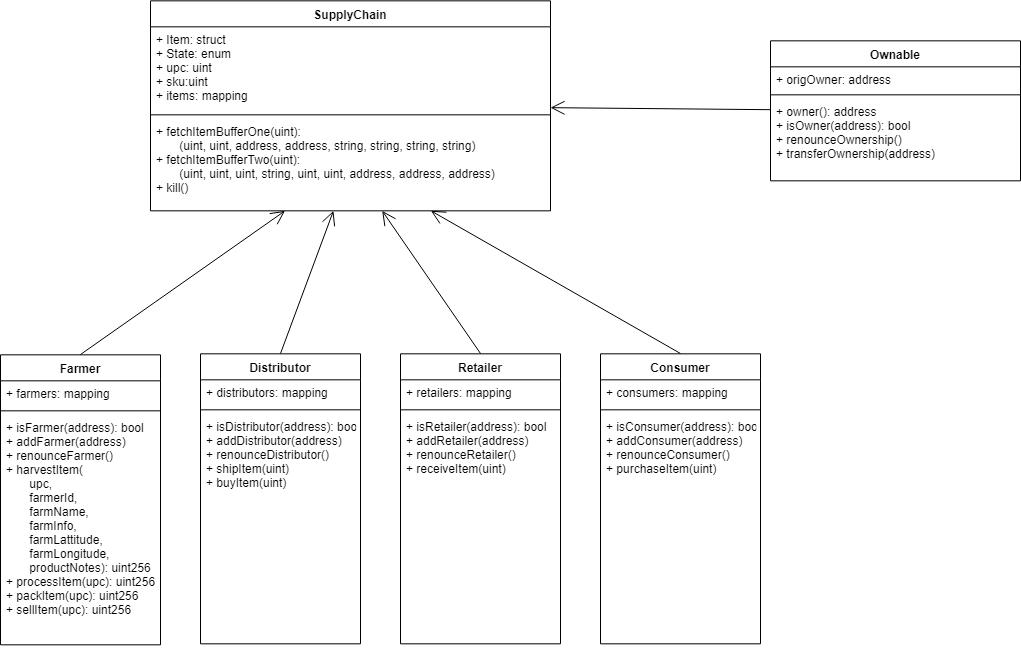 SupplyChain
+ Item: struct
+ State: enum
+ upc: uint
+ sku:uint
+ items: mapping
+ fetchItemBufferOne(uint):
(uint, uint, address, address, string, string, string, string)
+ fetchItemBufferTwo(uint):
(uint, uint, uint, string, uint, uint, address, address, address)
+ kill()
Ownable
+ origOwner: address
+ owner(): address
+ isOwner(address): bool
+ renounceOwnership()
+ transferOwnership(address)
Farmer
+ farmers: mapping
+ isFarmer(address): bool
+ addFarmer(address)
+ renounceFarmer()
+ harvestItem(
upc,
farmerId,
farmName,
farmInfo,
farmLattitude,
farmLongitude,
productNotes): uint256
+ processItem(upc): uint256
+ packItem(upc): uint256
+ sellItem(upc): uint256
Distributor
+ distributors: mapping
+ isDistributor(address): boo
+ addDistributor(address)
+ renounceDistributor()
+ shipItem(uint)
+ buyItem(uint)
Retailer
+ retailers: mapping
+ isRetailer(address): bool
+ addRetailer(address)
+ renounceRetailer()
+ receiveItem(uint)
Consumer
+ consumers: mapping
+ isConsumer(address): boo
+ addConsumer(address)
+ renounceConsumer()
+ purchaseItem(uint)